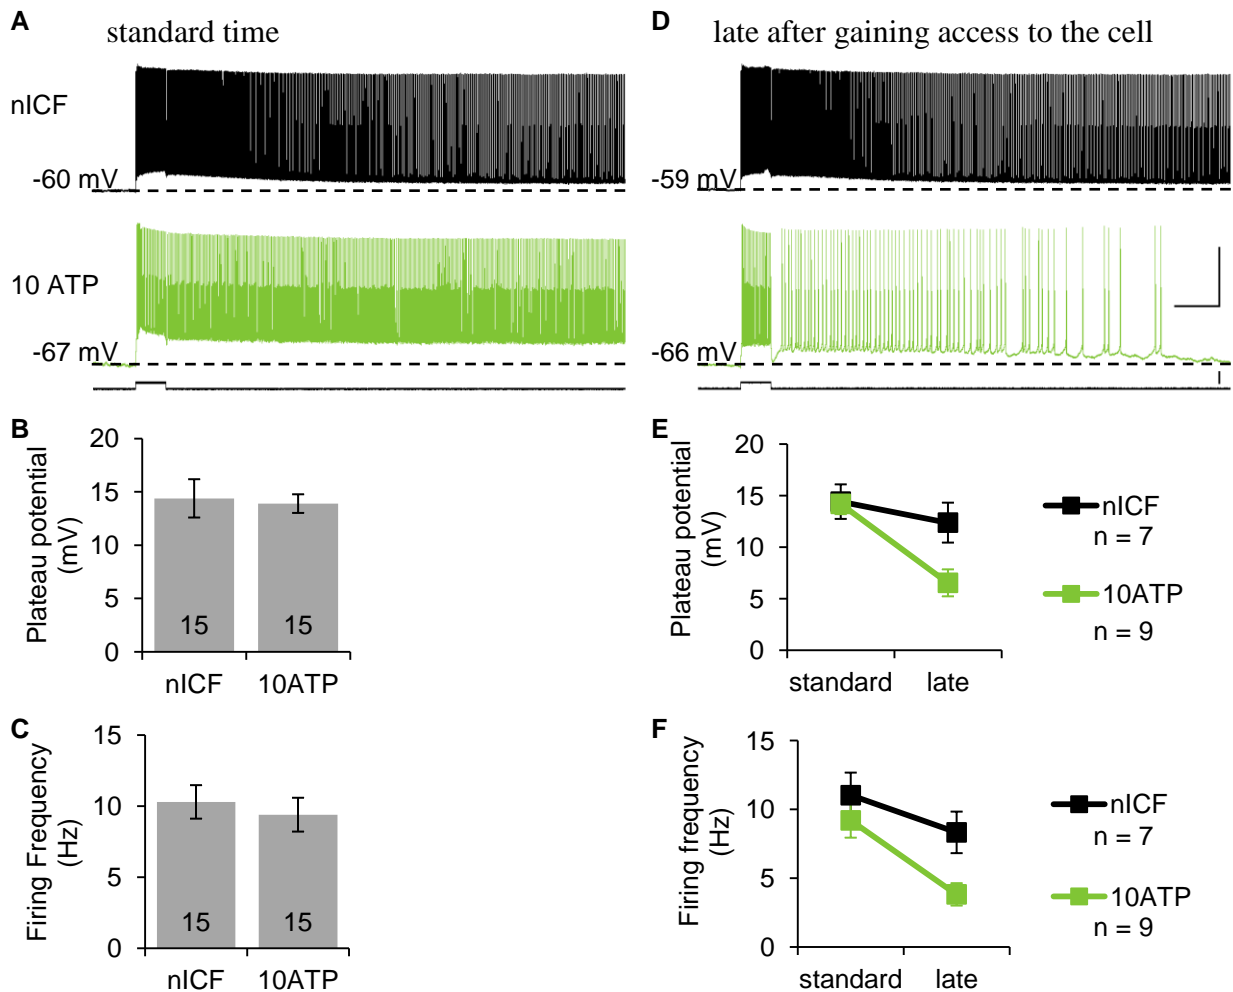 A
standard time
nICF
-60 mV
10 ATP
-67 mV
D
late after gaining access to the cell
-59 mV
-66 mV
B
Plateau potential
(mV)
20
15
10
5
0
15
15
nICF
10ATP
C
Firing Frequency
(Hz)
15
10
5
0
15
15
nICF
10ATP
E
Plateau potential
(mV)
20
15
10
5
0
standard
late
nICF
n = 7
10ATP
n = 9
F
Firing frequency
(Hz)
15
10
5
0
standard
late
nICF
n = 7
10ATP
n = 9